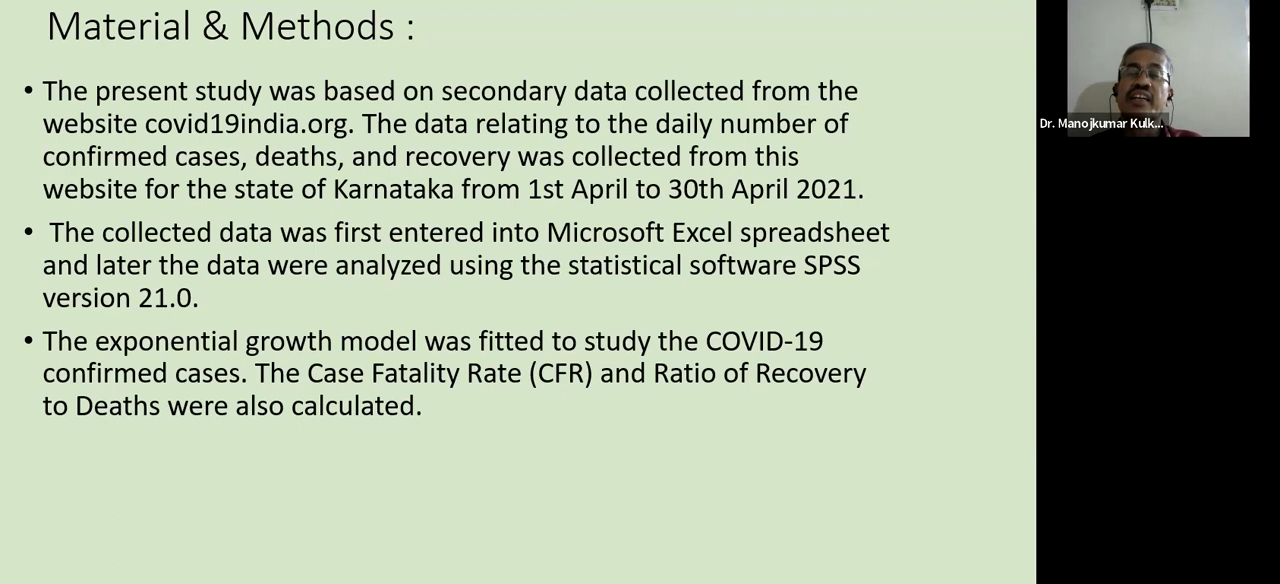 Material & Methods :
• The present study was based on secondary data collected from the
website covid19india.org. The data relating to the daily number of
confirmed cases, deaths, and recovery was collected from this
website for the state of Karnataka from 1st April to 30th April 2021.
• The collected data was first entered into Microsoft Excel spreadsheet
and later the data were analyzed using the statistical software SPSS
version 21.0.
• The exponential growth model was fitted to study the COVID-19
confirmed cases. The Case Fatality Rate (CFR) and Ratio of Recovery
to Deaths were also calculated.
Dr. Manojkumar Kulk...